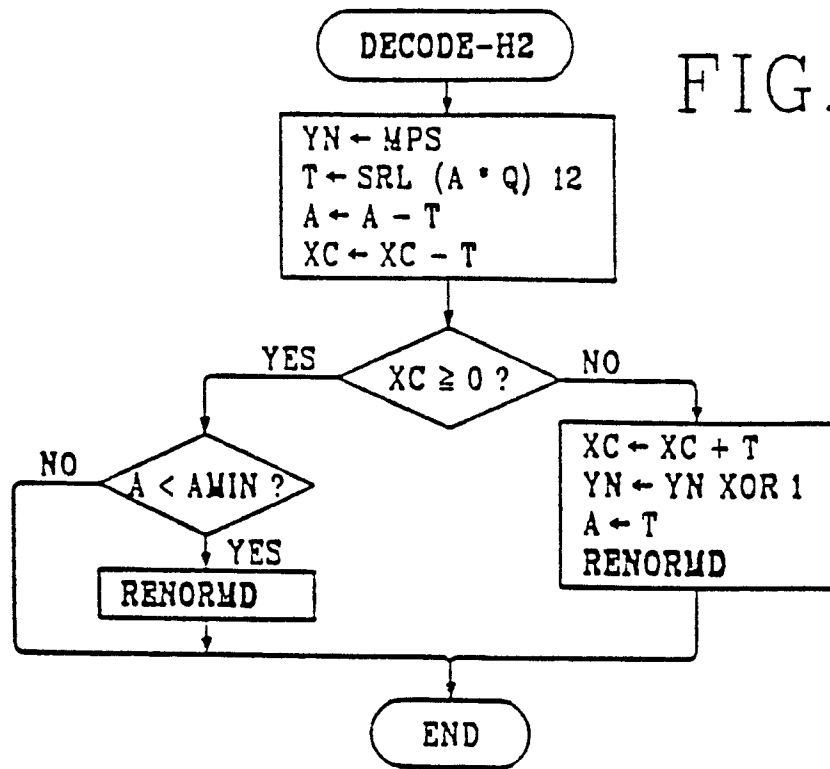 DECODE-H2
FIG.
YN ← MPS
T ← SRL (A * Q) 12
A ← A - T
XC ← XC - T
YES
XC ≧ 0 ?
NO
NO
A < AMIN ?
YES
RENORMD
XC ← XC + T
YN ← YN XOR 1
A ← T
RENORMD
END